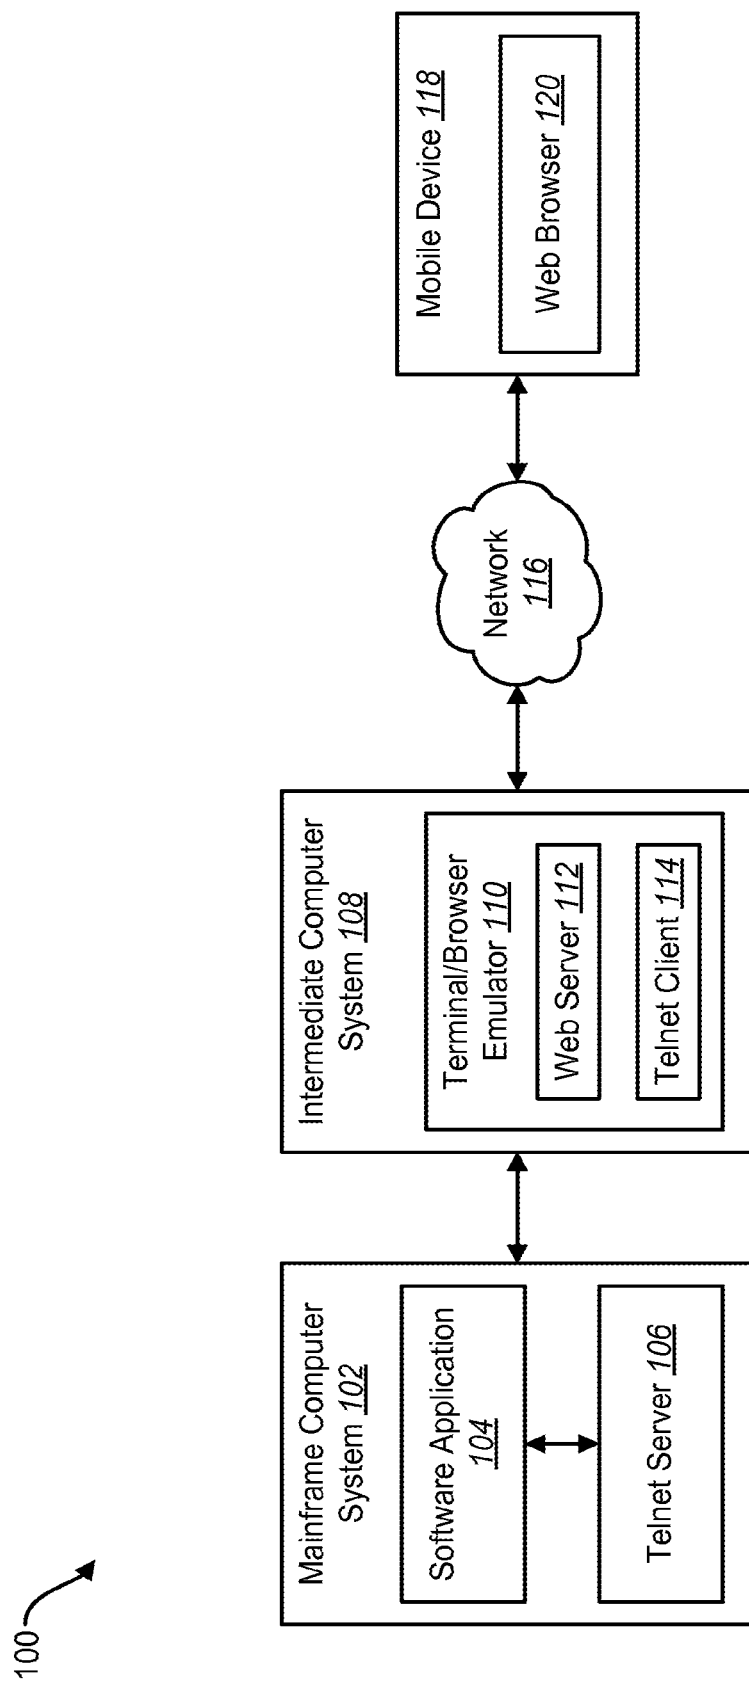 100
Mainframe Computer
System 102
Software Application
104
Telnet Server 106
Intermediate Computer
System 108
Terminal/Browser
Emulator 110
Web Server 112
Telnet Client 114
Network
116
Mobile Device 118
Web Browser 120